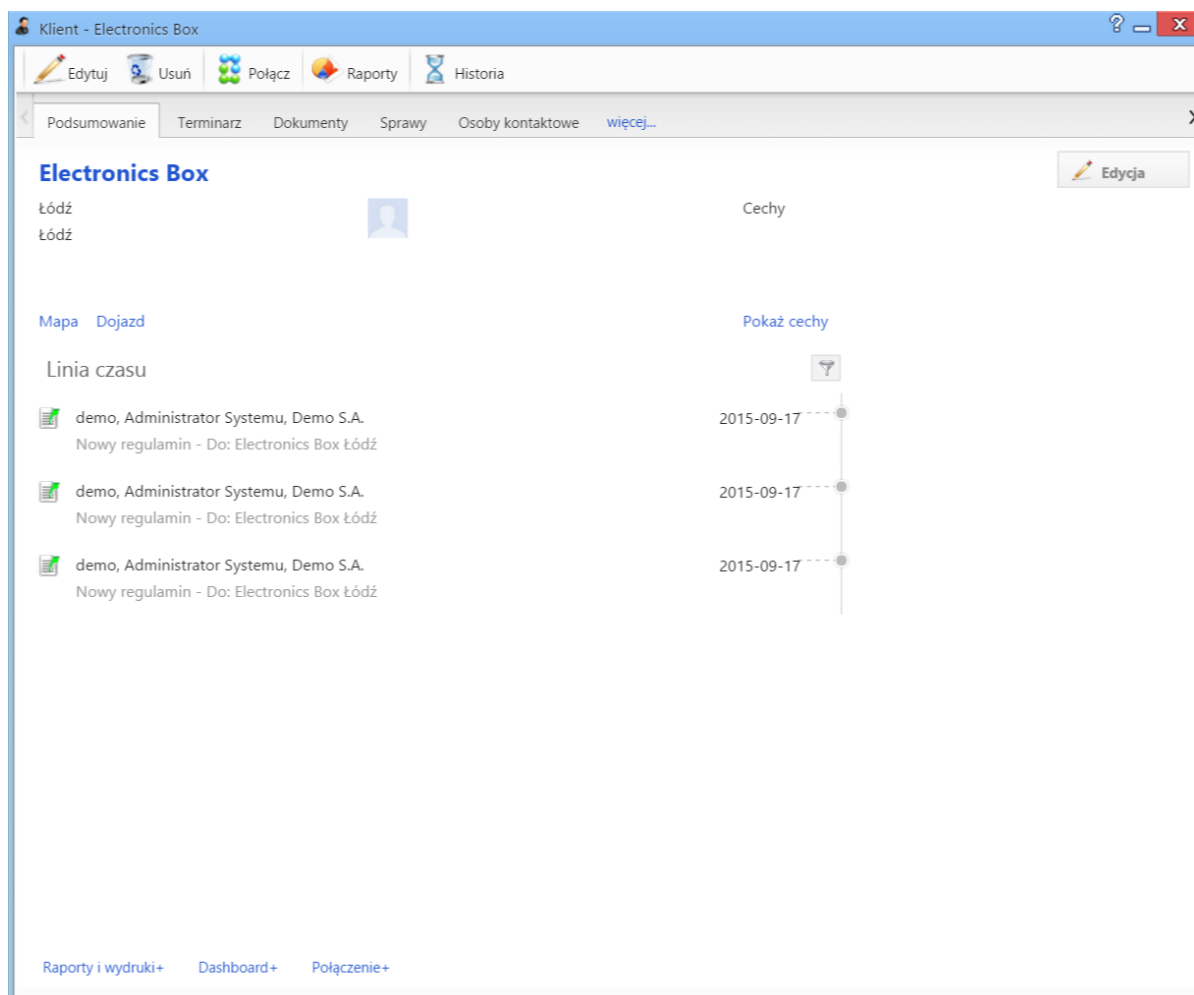 Klient - Electronics Box
Edytuj Usuń Połącz Raporty Historia
Podsumowanie Terminarz Dokumenty Sprawy Osoby kontaktowe więcej...
Electronics Box
Edycja
Łódź
Cechy
Łódź
Mapa Dojazd Pokaż cechy
Linia czasu
demo, Administrator Systemu, Demo S.A. 2015-09-17
Nowy regulamin - Do: Electronics Box Łódź
demo, Administrator Systemu, Demo S.A. 2015-09-17
Nowy regulamin - Do: Electronics Box Łódź
demo, Administrator Systemu, Demo S.A. 2015-09-17
Nowy regulamin - Do: Electronics Box Łódź
Raporty i wydruki+ Dashboard+ Połączenie+